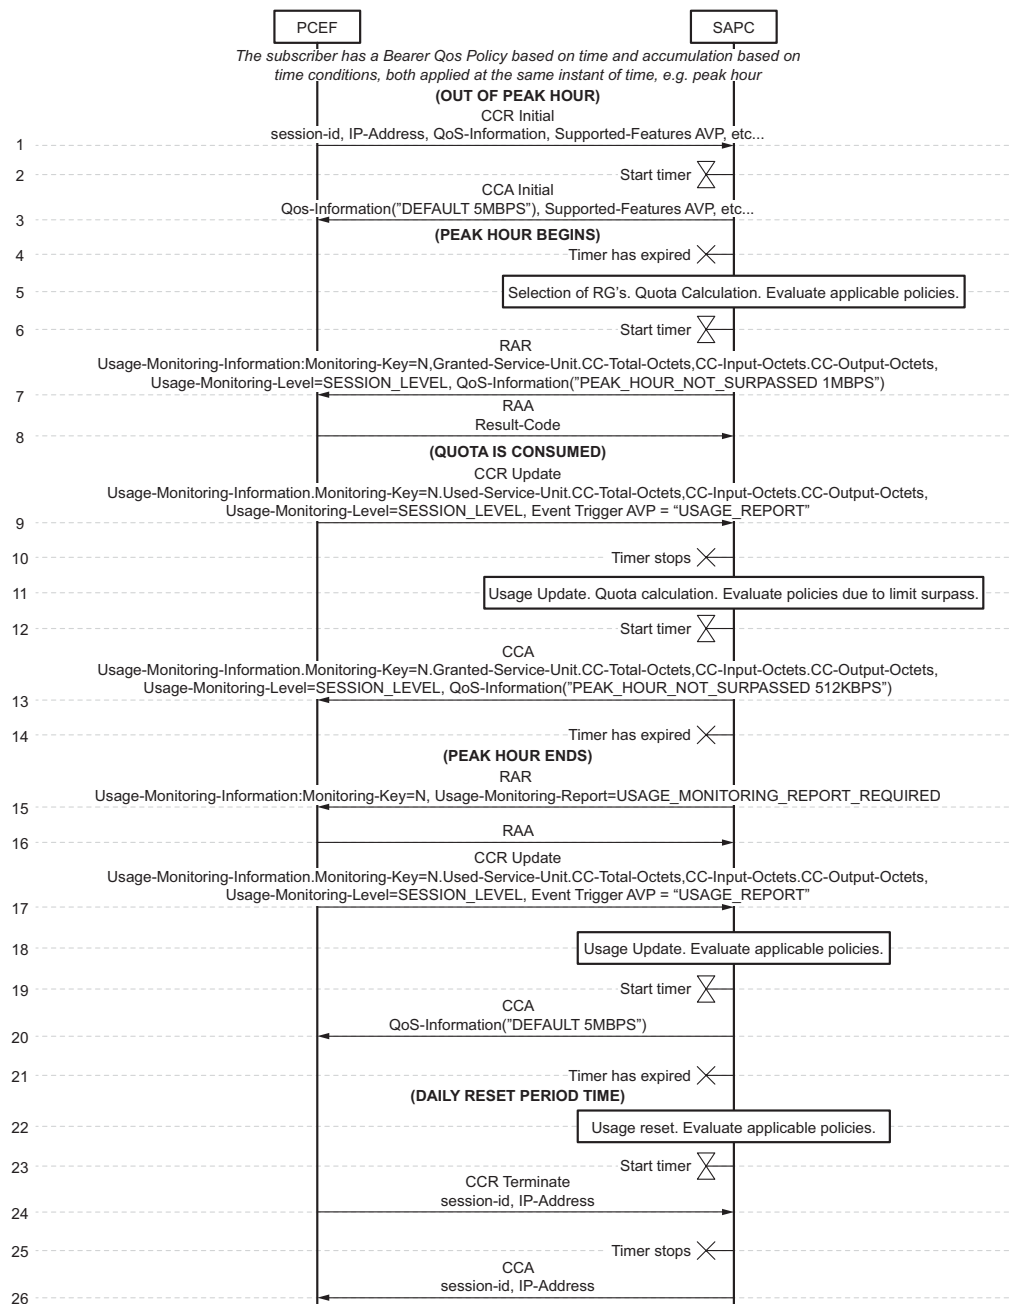 PCEF SAPC
The subscriber has a Bearer Qos Policy based on time and accumulation based on
time conditions, both applied at the same instant of time, e.g. peak hour
(OUT OF PEAK HOUR)
CCR Initial
session-id, IP-Address, QoS-Information, Supported-Features AVP, etc...
1
2 Start timer
CCA Initial
Qos-Information("DEFAULT 5MBPS"), Supported-Features AVP, etc...
3
(PEAK HOUR BEGINS)
4 Timer has expired
5 Selection of RG's. Quota Calculation. Evaluate applicable policies.
6 Start timer
RAR
Usage-Monitoring-Information:Monitoring-Key=N,Granted-Service-Unit.CC-Total-Octets,CC-Input-Octets.CC-Output-Octets,
Usage-Monitoring-Level=SESSION_LEVEL, QoS-Information("PEAK_HOUR_NOT_SURPASSED 1MBPS")
7
RAA
Result-Code
8
(QUOTA IS CONSUMED)
CCR Update
Usage-Monitoring-Information.Monitoring-Key=N.Used-Service-Unit.CC-Total-Octets,CC-Input-Octets.CC-Output-Octets,
Usage-Monitoring-Level=SESSION_LEVEL, Event Trigger AVP = “USAGE_REPORT”
9
10 Timer stops
11 Usage Update. Quota calculation. Evaluate policies due to limit surpass.
12 Start timer
CCA
Usage-Monitoring-Information.Monitoring-Key=N.Granted-Service-Unit.CC-Total-Octets,CC-Input-Octets.CC-Output-Octets,
Usage-Monitoring-Level=SESSION_LEVEL, QoS-Information("PEAK_HOUR_NOT_SURPASSED 512KBPS")
13
14 Timer has expired
(PEAK HOUR ENDS)
RAR
Usage-Monitoring-Information:Monitoring-Key=N, Usage-Monitoring-Report=USAGE_MONITORING_REPORT_REQUIRED
15
RAA
16
CCR Update
Usage-Monitoring-Information.Monitoring-Key=N.Used-Service-Unit.CC-Total-Octets,CC-Input-Octets.CC-Output-Octets,
Usage-Monitoring-Level=SESSION_LEVEL, Event Trigger AVP = “USAGE_REPORT”
17
18 Usage Update. Evaluate applicable policies.
19 Start timer
CCA
QoS-Information("DEFAULT 5MBPS")
20
21 Timer has expired
(DAILY RESET PERIOD TIME)
22 Usage reset. Evaluate applicable policies.
23 Start timer
CCR Terminate
session-id, IP-Address
24
25 Timer stops
CCA
session-id, IP-Address
26